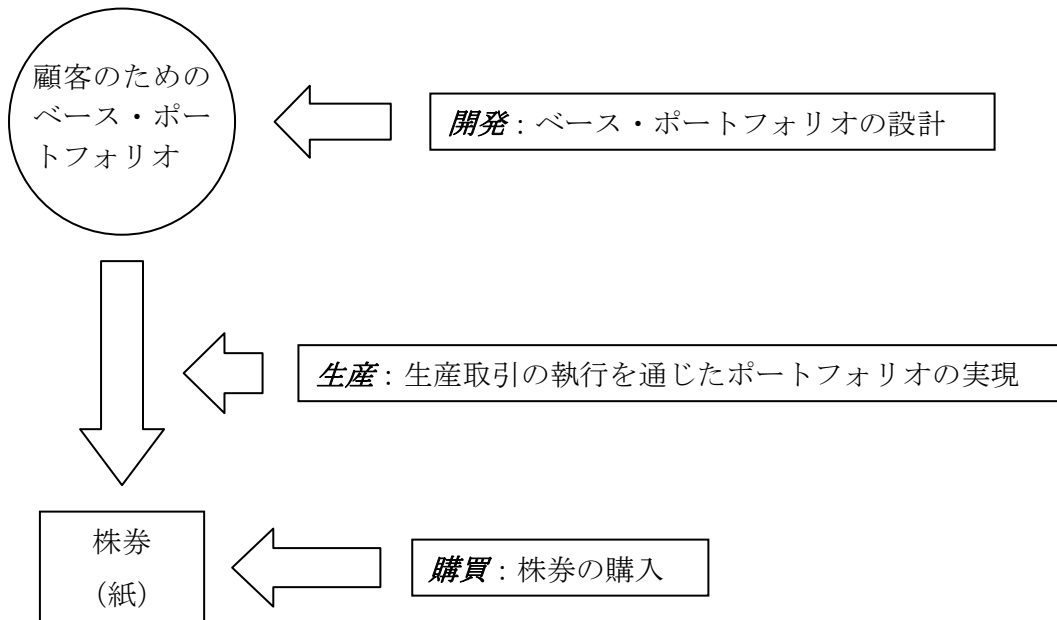 顧客のための
ベース・ポー
トフォリオ
開発：ベース・ポートフォリオの設計
生産：生産取引の執行を通じたポートフォリオの実現
株券
（紙）
購買：株券の購入